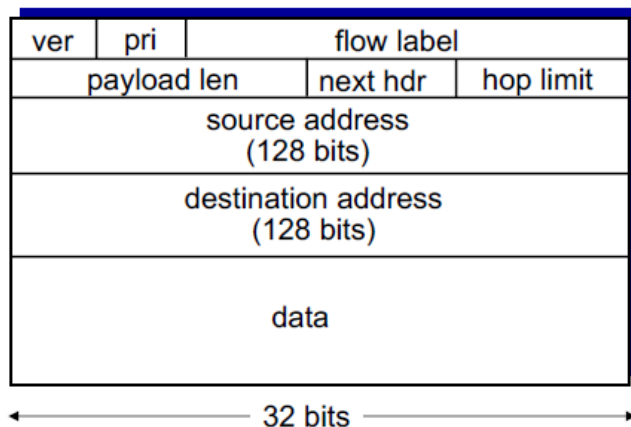 ver pri flow label
payload len next hdr hop limit
source address
(128 bits)
destination address
(128 bits)
data
32 bits